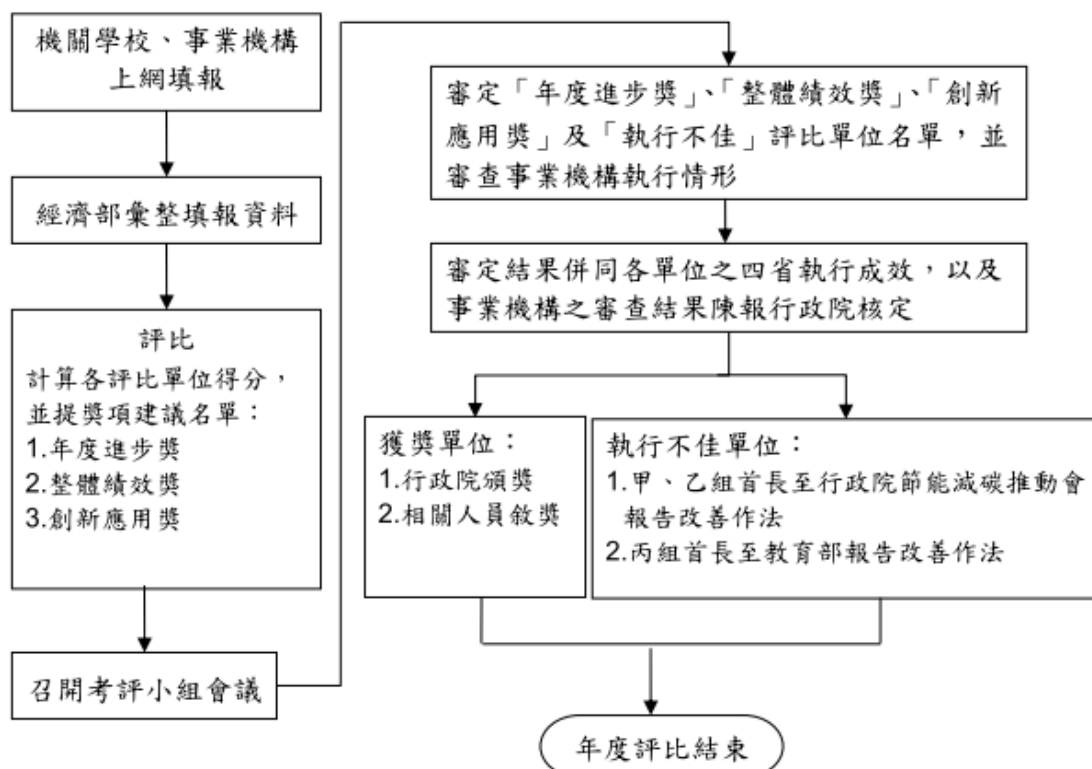 機關學校、事業機構
上網填報
經濟部彙整填報資料
評比
計算各評比單位得分，
並提獎項建議名單：
1.年度進步獎
2.整體績效獎
3.創新應用獎
召開考評小組會議
審定「年度進步獎」、「整體績效獎」、「創新
應用獎」及「執行不佳」評比單位名單，並
審查事業機構執行情形
審定結果併同各單位之四省執行成效，以及
事業機構之審查結果陳報行政院核定
獲獎單位：
1.行政院頒獎
2.相關人員敘獎
執行不佳單位：
1.甲、乙組首長至行政院節能減碳推動會
報告改善作法
2.丙組首長至教育部報告改善作法
年度評比結束